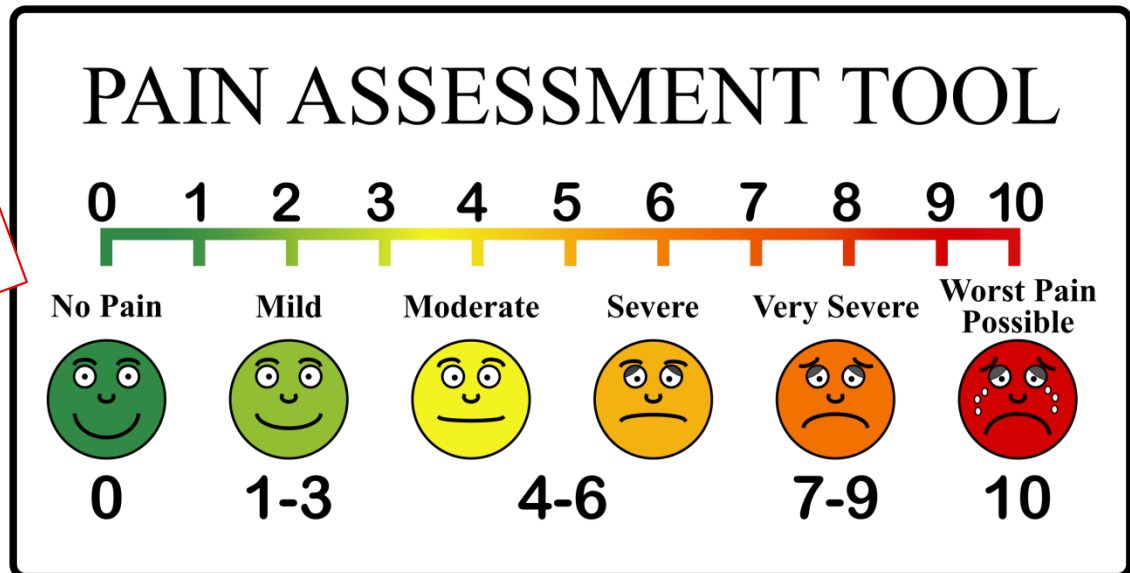 PAIN ASSESSMENT TOOL
0 1 2 3 4 5 6 7 8 9 10
No Pain Mild Moderate Severe Very Severe Worst Pain
Possible
0 1-3 4-6 7-9 10